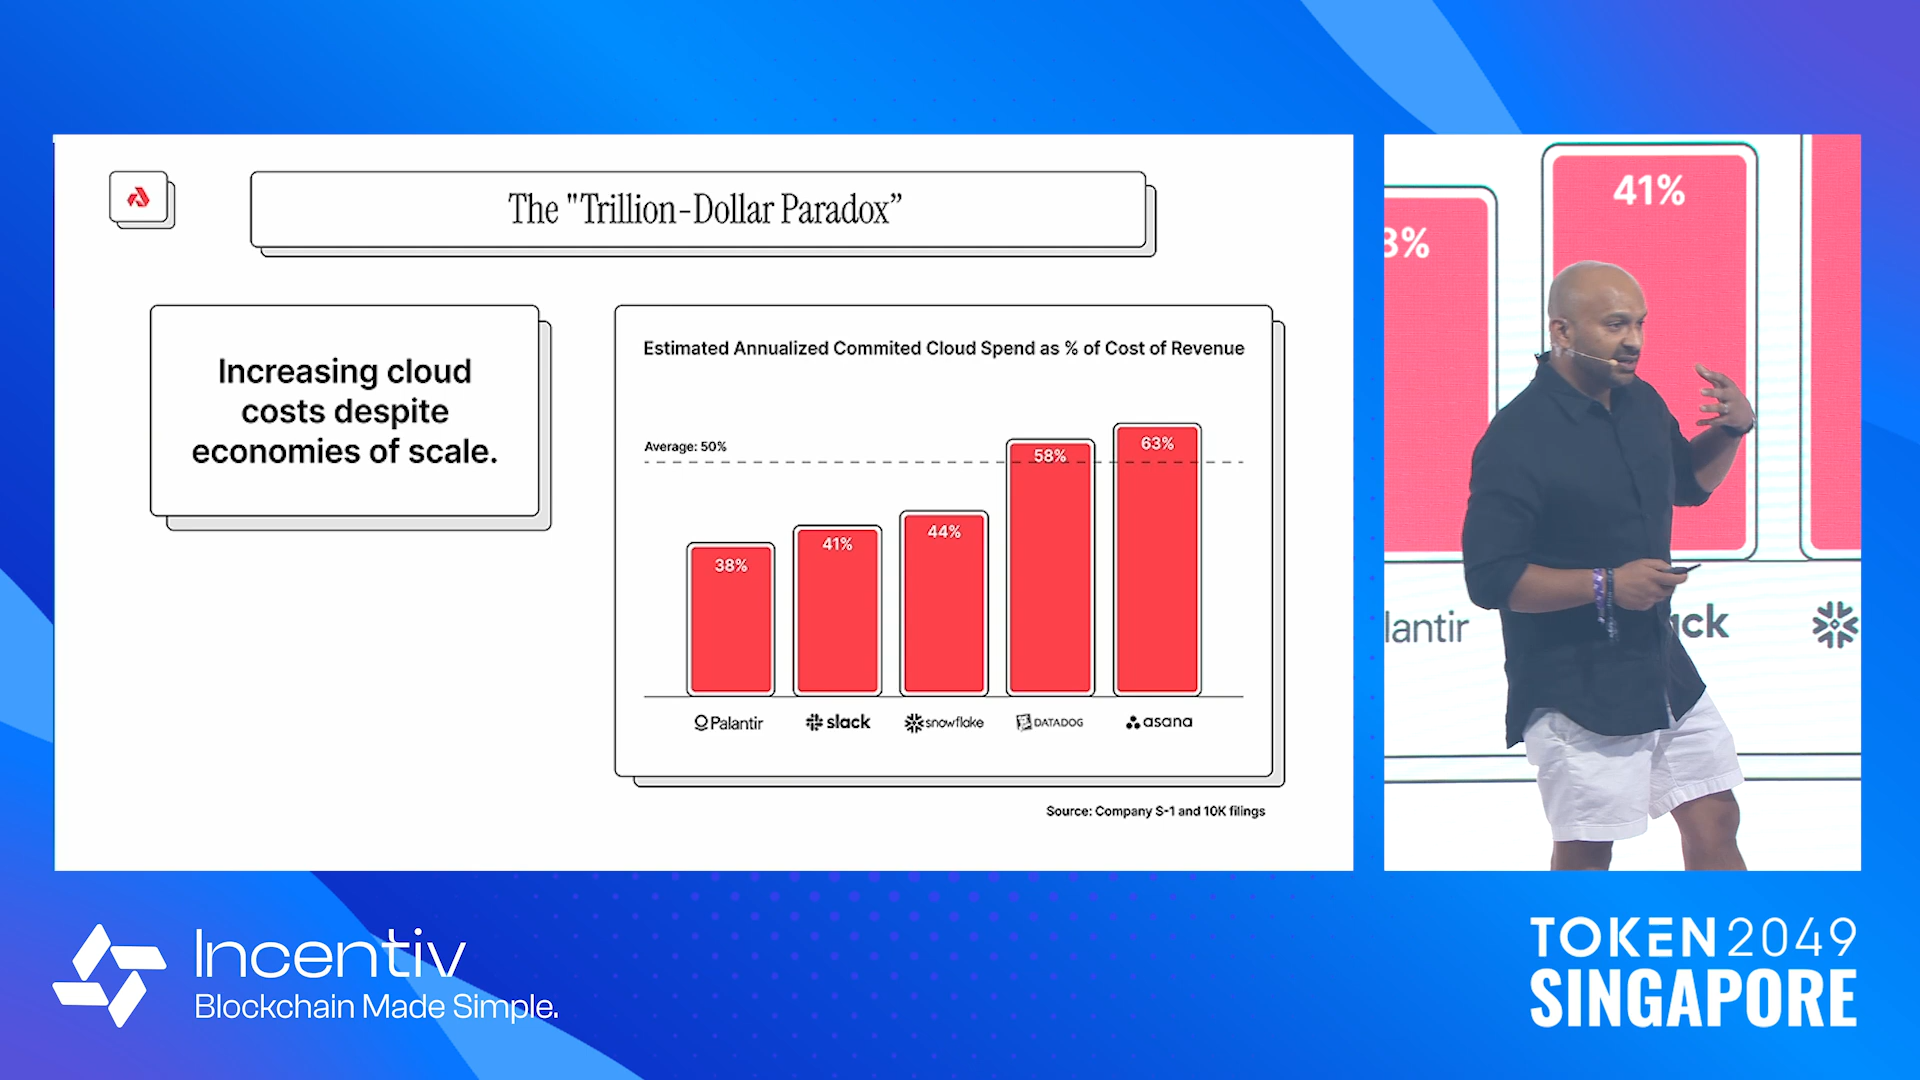 The "Trillion-Dollar Paradox”
Increasing cloud
costs despite
economies of scale.
Estimated Annualized Commited Cloud Spend as % of Cost of Revenue
Average: 50%
38%
41%
44%
58%
63%
Palantir
slack
snowflake
DATADOG
asana
Source: Company S-1 and 10K filings
8%
41%
lantir
ck
Incentiv
Blockchain Made Simple.
TOKEN2049
SINGAPORE